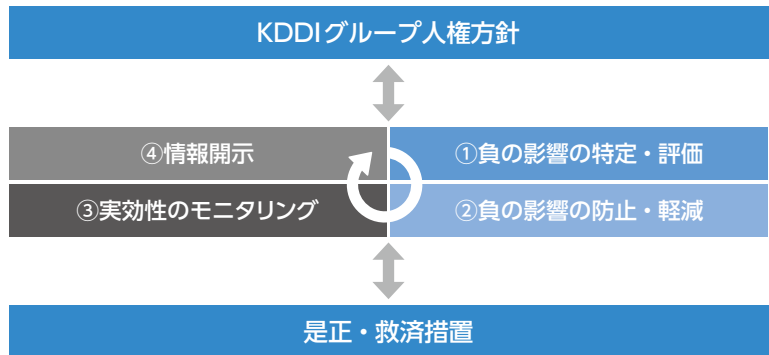 KDDIグループ人権方針
④情報開示
①負の影響の特定・評価
③実効性のモニタリング
②負の影響の防止・軽減
是正・救済措置